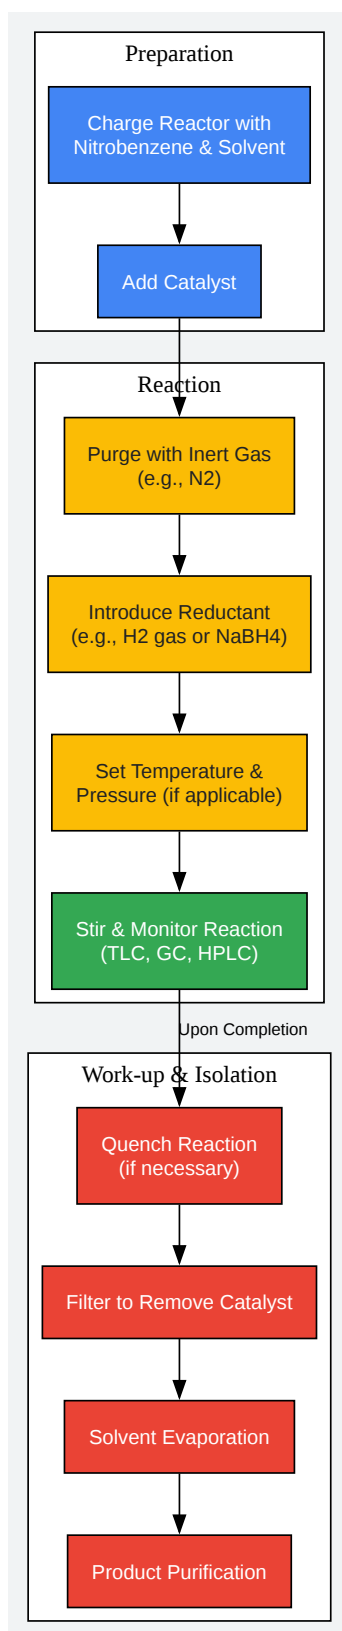 Preparation
Charge Reactor with
Nitrobenzene & Solvent
Add Catalyst
Reaction
Purge with Inert Gas
(e.g., N2)
Introduce Reductant
(e.g., H2 gas or NaBH4)
Set Temperature &
Pressure (if applicable)
Stir & Monitor Reaction
(TLC, GC, HPLC)
Upon Completion
Work-up & Isolation
Quench Reaction
(if necessary)
Filter to Remove Catalyst
Solvent Evaporation
Product Purification